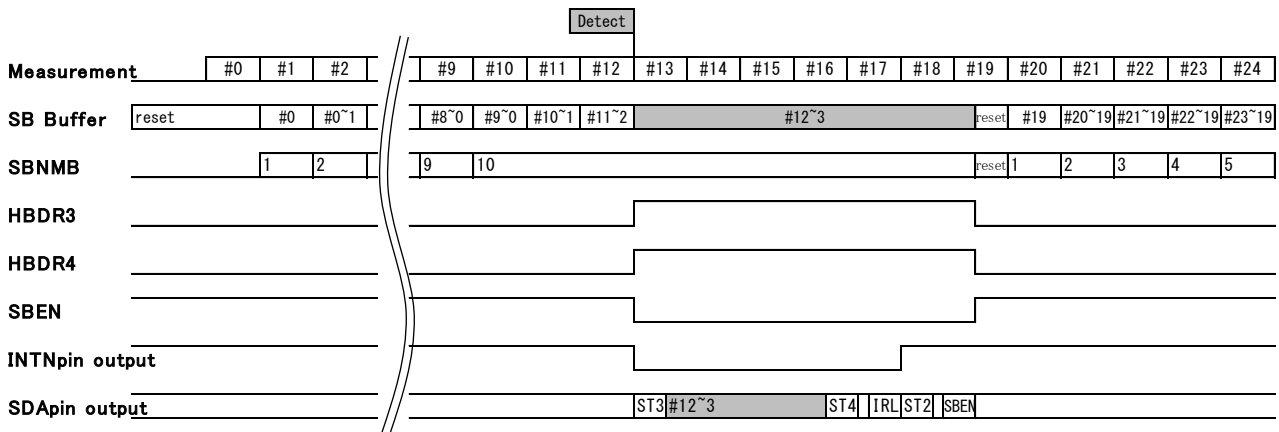 Detect
Measurement #0 #1 #2 #9 #10 #11 #12 #13 #14 #15 #16 #17 #18 #19 #20 #21 #22 #23 #24
SB Buffer reset #0 #0~1 #8~0 #9~0 #10~1 #11~2 #12~3 reset #19 #20~19 #21~19 #22~19 #23~19
SBNMB 1 2 9 10 reset 1 2 3 4 5
HBDR3
HBDR4
SBEN
INTNpin output
SDApin output ST3 #12~3 ST4 IRL ST2 SBEN